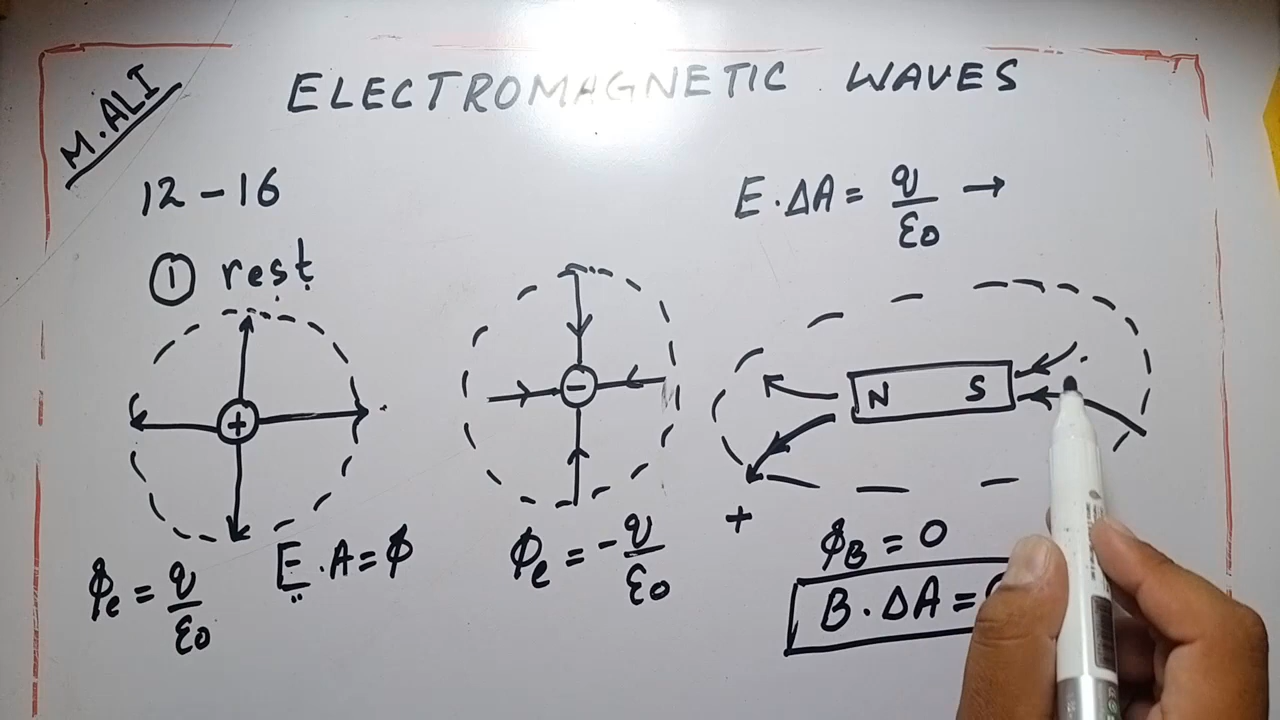 ELECTROMAGNETIC WAVES
M. ALI
12 - 16
E · ΔA = q/ε0 →
① rest
+
-
N S
+
ϕe = q/ε0
E · A = ϕ
ϕe = -q/ε0
ϕB = 0
B · ΔA =